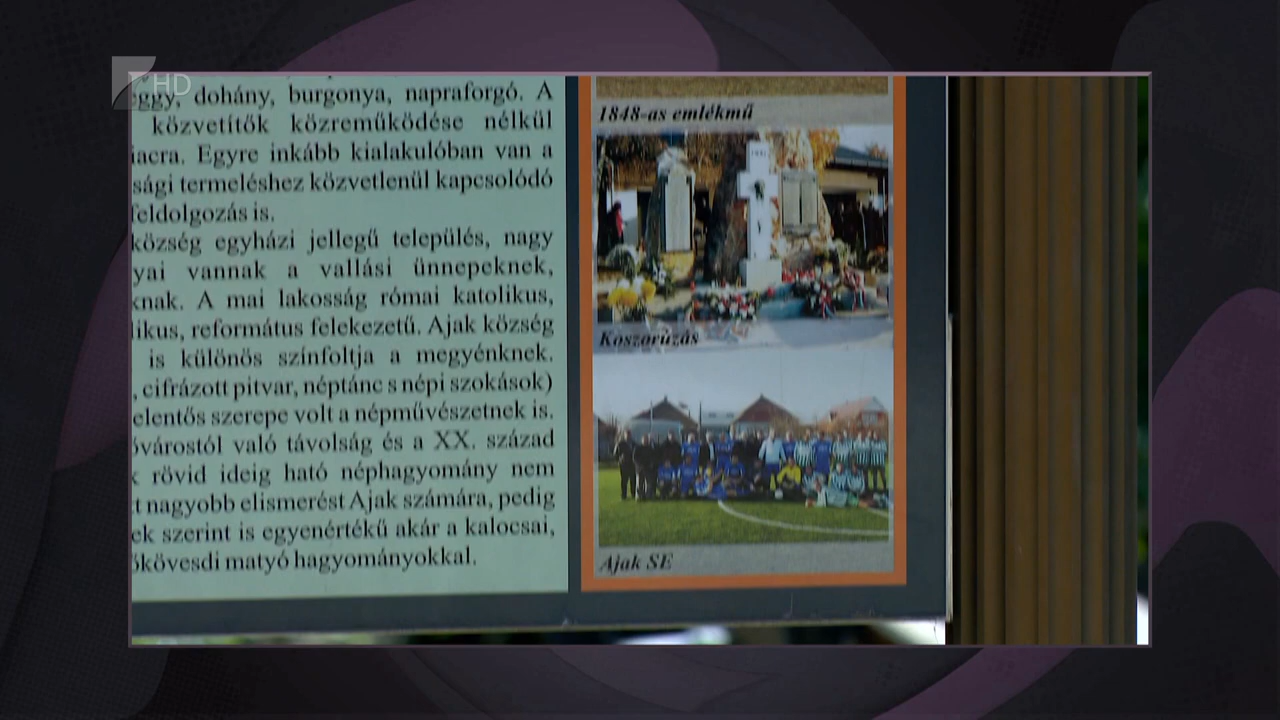 HD
eggy, dohány, burgonya, napraforgó. A
közvetítők közreműködése nélkül
iacra. Egyre inkább kialakulóban van a
sági termeléshez közvetlenül kapcsolódó
feldolgozás is.
község egyházi jellegű település, nagy
yai vannak a vallási ünnepeknek,
knak. A mai lakosság római katolikus,
likus, református felekezetű. Ajak község
is különös színfoltja a megyénknek.
, cifrázott pitvar, néptánc s népi szokások)
elentős szerepe volt a népművészetnek is.
óvárostól való távolság és a XX. század
k rövid ideig ható néphagyomány nem
t nagyobb elismerést Ajak számára, pedig
ek szerint is egyenértékű akár a kalocsai,
őkövesdi matyó hagyományokkal.
1848-as emlékmű
Koszorúzás
Ajak SE